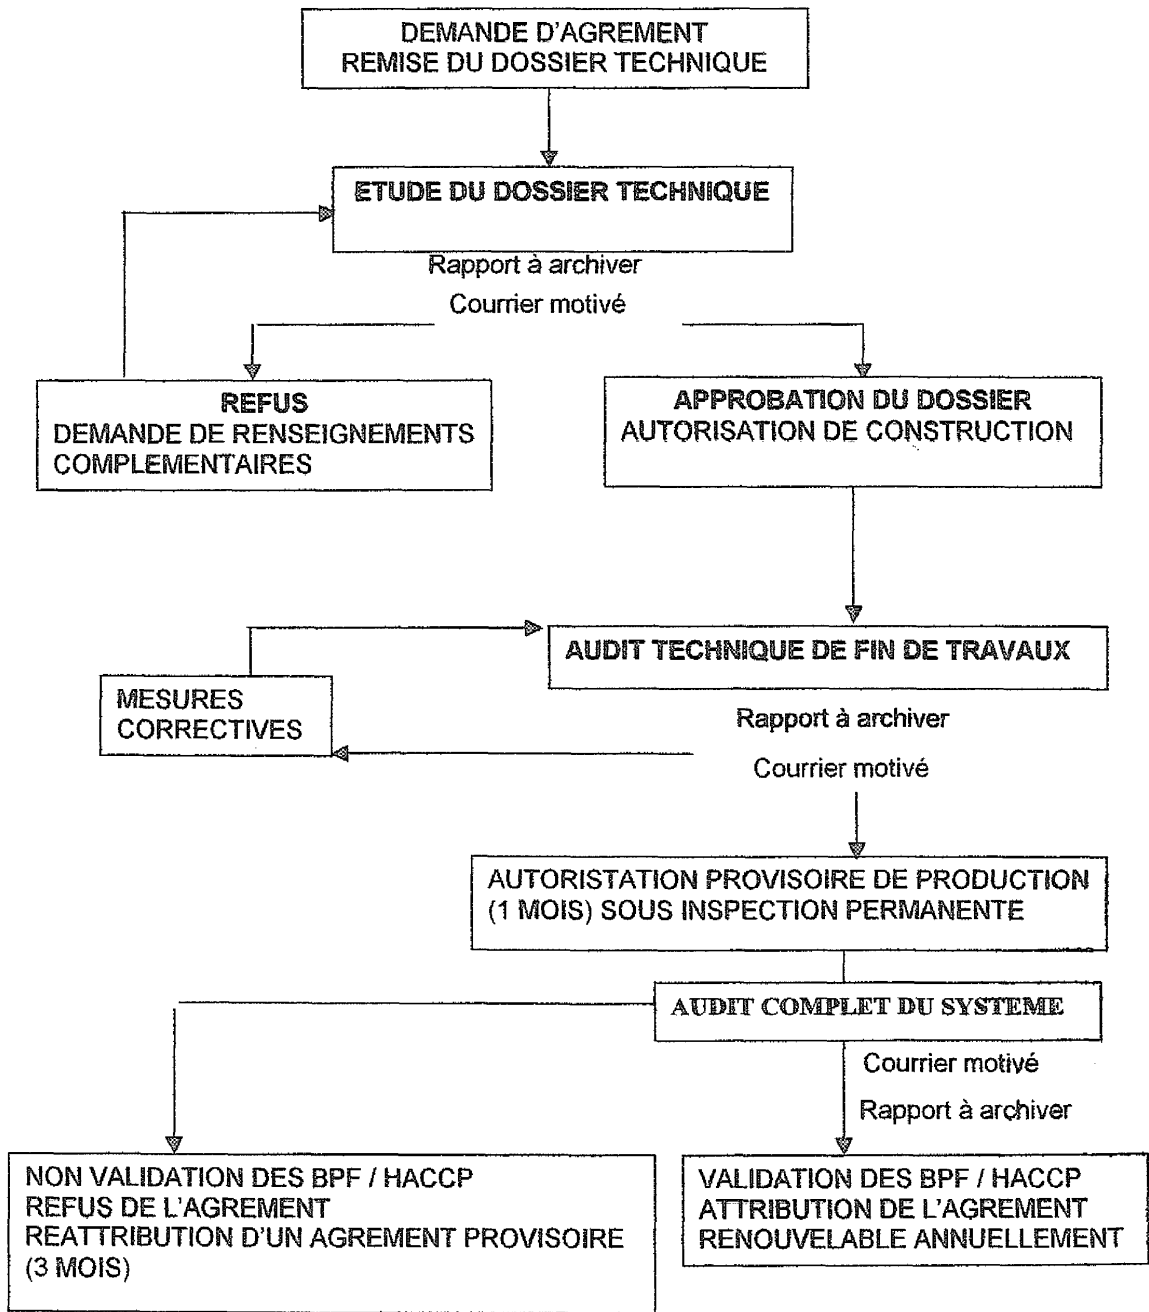 DEMANDE D'AGREMENT
REMISE DU DOSSIER TECHNIQUE
ETUDE DU DOSSIER TECHNIQUE
Rapport à archiver
Courrier motivé
REFUS
DEMANDE DE RENSEIGNEMENTS
COMPLEMENTAIRES
APPROBATION DU DOSSIER
AUTORISATION DE CONSTRUCTION
AUDIT TECHNIQUE DE FIN DE TRAVAUX
MESURES
CORRECTIVES
Rapport à archiver
Courrier motivé
AUTORISTATION PROVISOIRE DE PRODUCTION
(1 MOIS) SOUS INSPECTION PERMANENTE
AUDIT COMPLET DU SYSTEME
Courrier motivé
Rapport à archiver
NON VALIDATION DES BPF / HACCP
REFUS DE L'AGREMENT
REATTRIBUTION D'UN AGREMENT PROVISOIRE
(3 MOIS)
VALIDATION DES BPF / HACCP
ATTRIBUTION DE L'AGREMENT
RENOUVELABLE ANNUELLEMENT